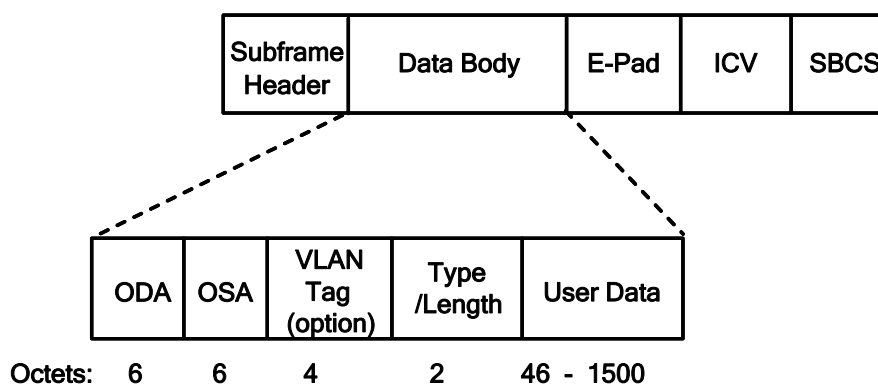 Subframe Header Data Body E-Pad ICV SBCS
ODA OSA VLAN Tag (option) Type /Length User Data
Octets: 6 6 4 2 46 - 1500